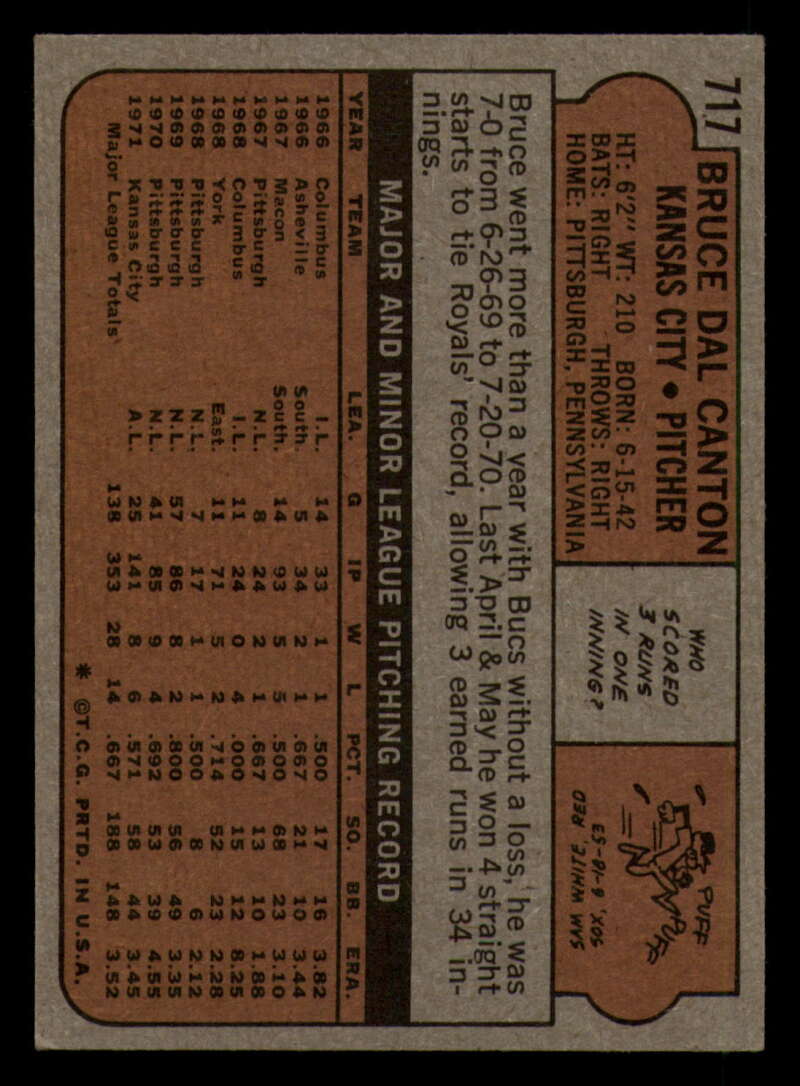 717
BRUCE DAL CANTON
KANSAS CITY • PITCHER
HT: 6'2" WT: 210 BORN: 6-15-42
BATS: RIGHT THROWS: RIGHT
HOME: PITTSBURGH, PENNSYLVANIA
WHO
SCORED
3 RUNS
IN ONE
INNING?
PUFF
PUFF
SAM WHITE, RED
SOX, 6-18-53
Bruce went more than a year with Bucs without a loss, he was
7-0 from 6-26-69 to 7-20-70. Last April & May he won 4 straight
starts to tie Royals' record, allowing 3 earned runs in 34 in-
nings.
MAJOR AND MINOR LEAGUE PITCHING RECORD
YEAR TEAM LEA. G IP W L PCT. SO. BB. ERA.
1966 Columbus I.L. 14 33 1 1 .500 17 16 3.82
1966 Asheville South. 5 34 2 1 .667 21 10 3.44
1967 Macon South. 14 93 5 5 .500 68 23 3.10
1967 Pittsburgh N.L. 8 24 2 1 .667 13 10 1.88
1968 Columbus I.L. 11 24 0 4 .000 15 12 8.25
1968 York East. 11 71 5 2 .714 52 23 2.28
1968 Pittsburgh N.L. 7 17 1 1 .500 8 6 2.12
1969 Pittsburgh N.L. 57 86 8 2 .800 56 49 3.35
1970 Pittsburgh N.L. 41 85 9 4 .692 53 39 4.55
1971 Kansas City A.L. 25 141 8 6 .571 58 44 3.45
Major League Totals 138 353 28 14 .667 188 148 3.52
* ©T.C.G. PRTD. IN U.S.A.